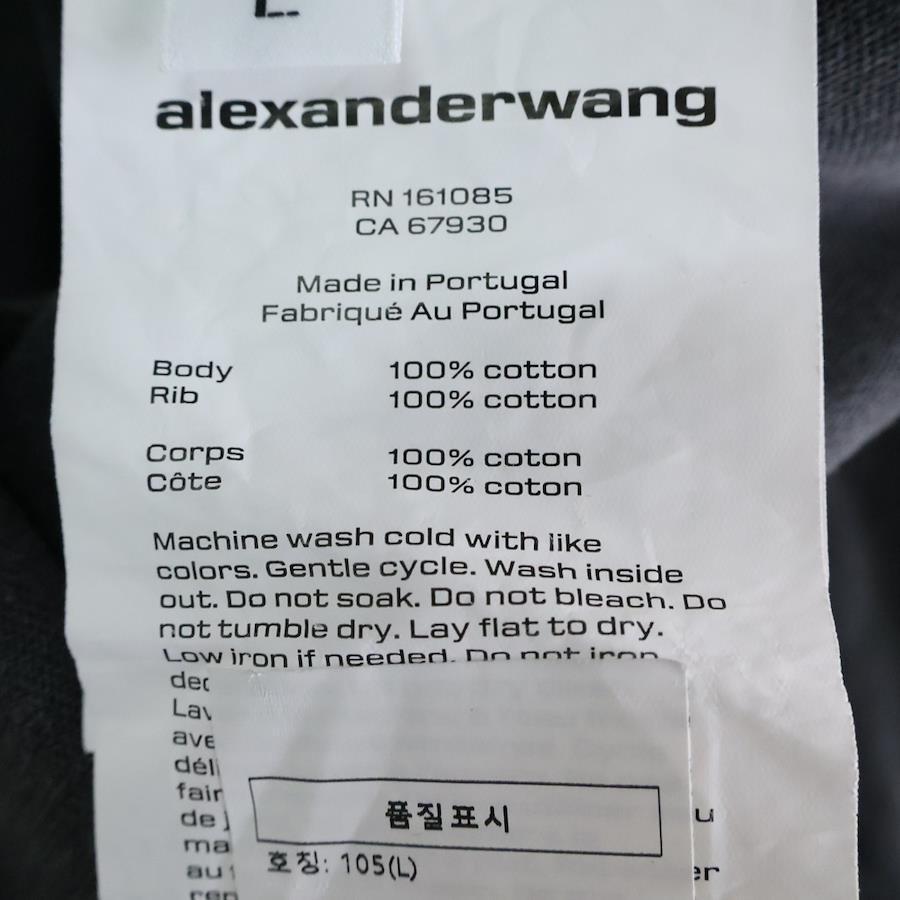 L
alexanderwang
RN 161085
CA 67930
Made in Portugal
Fabriqué Au Portugal
Body 100% cotton
Rib 100% cotton
Corps 100% coton
Côte 100% coton
Machine wash cold with like
colors. Gentle cycle. Wash inside
out. Do not soak. Do not bleach. Do
not tumble dry. Lay flat to dry.
Low iron if needed. Do not iron
품질표시
호칭: 105(L)